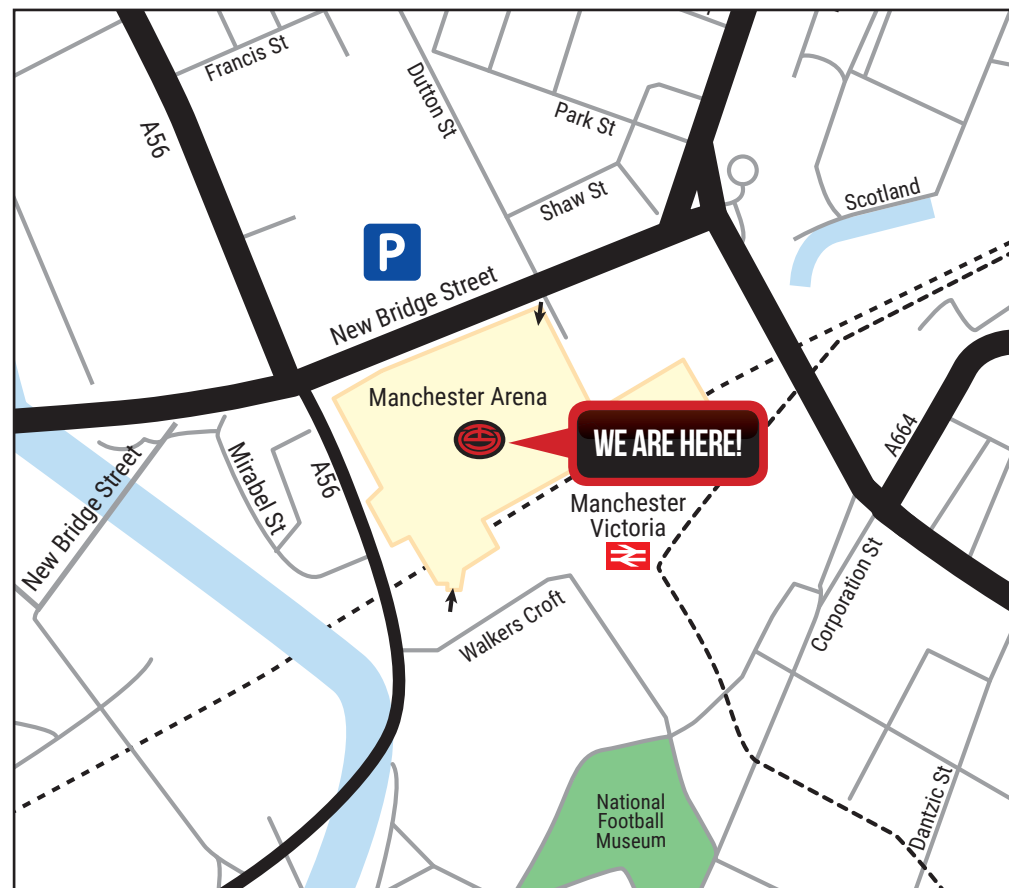 Francis St
Dutton St
A56
Park St
Shaw St
Scotland
P
New Bridge Street
Manchester Arena
WE ARE HERE!
A664
A56
Mirabel St
New Bridge Street
Manchester
Victoria
Corporation St
Walkers Croft
National
Football
Museum
Dantzic St